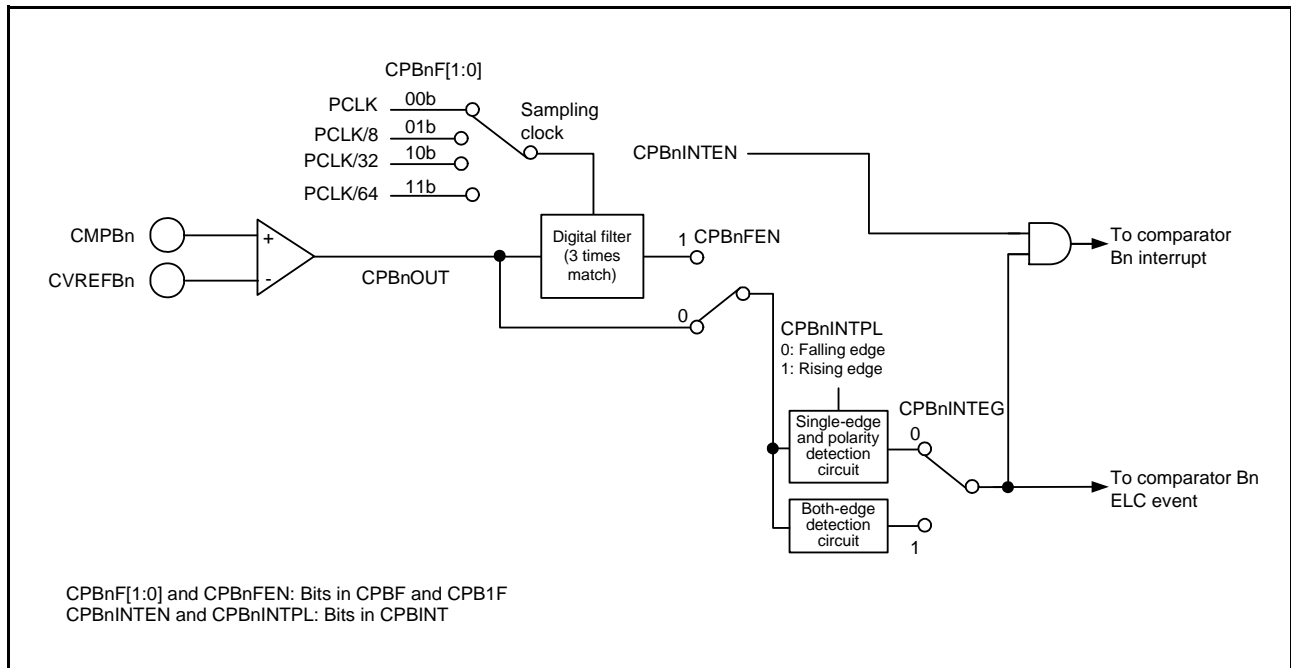 CPBnF[1:0]
PCLK 00b
PCLK/8 01b
PCLK/32 10b
PCLK/64 11b
Sampling
clock
CPBnINTEN
CMPBn
CVREFBn
+
-
CPBnOUT
Digital filter
(3 times
match)
1 CPBnFEN
0
To comparator
Bn interrupt
CPBnINTPL
0: Falling edge
1: Rising edge
CPBnINTEG
Single-edge
and polarity
detection
circuit
0
Both-edge
detection
circuit
1
To comparator Bn
ELC event
CPBnF[1:0] and CPBnFEN: Bits in CPBF and CPB1F
CPBnINTEN and CPBnINTPL: Bits in CPBINT